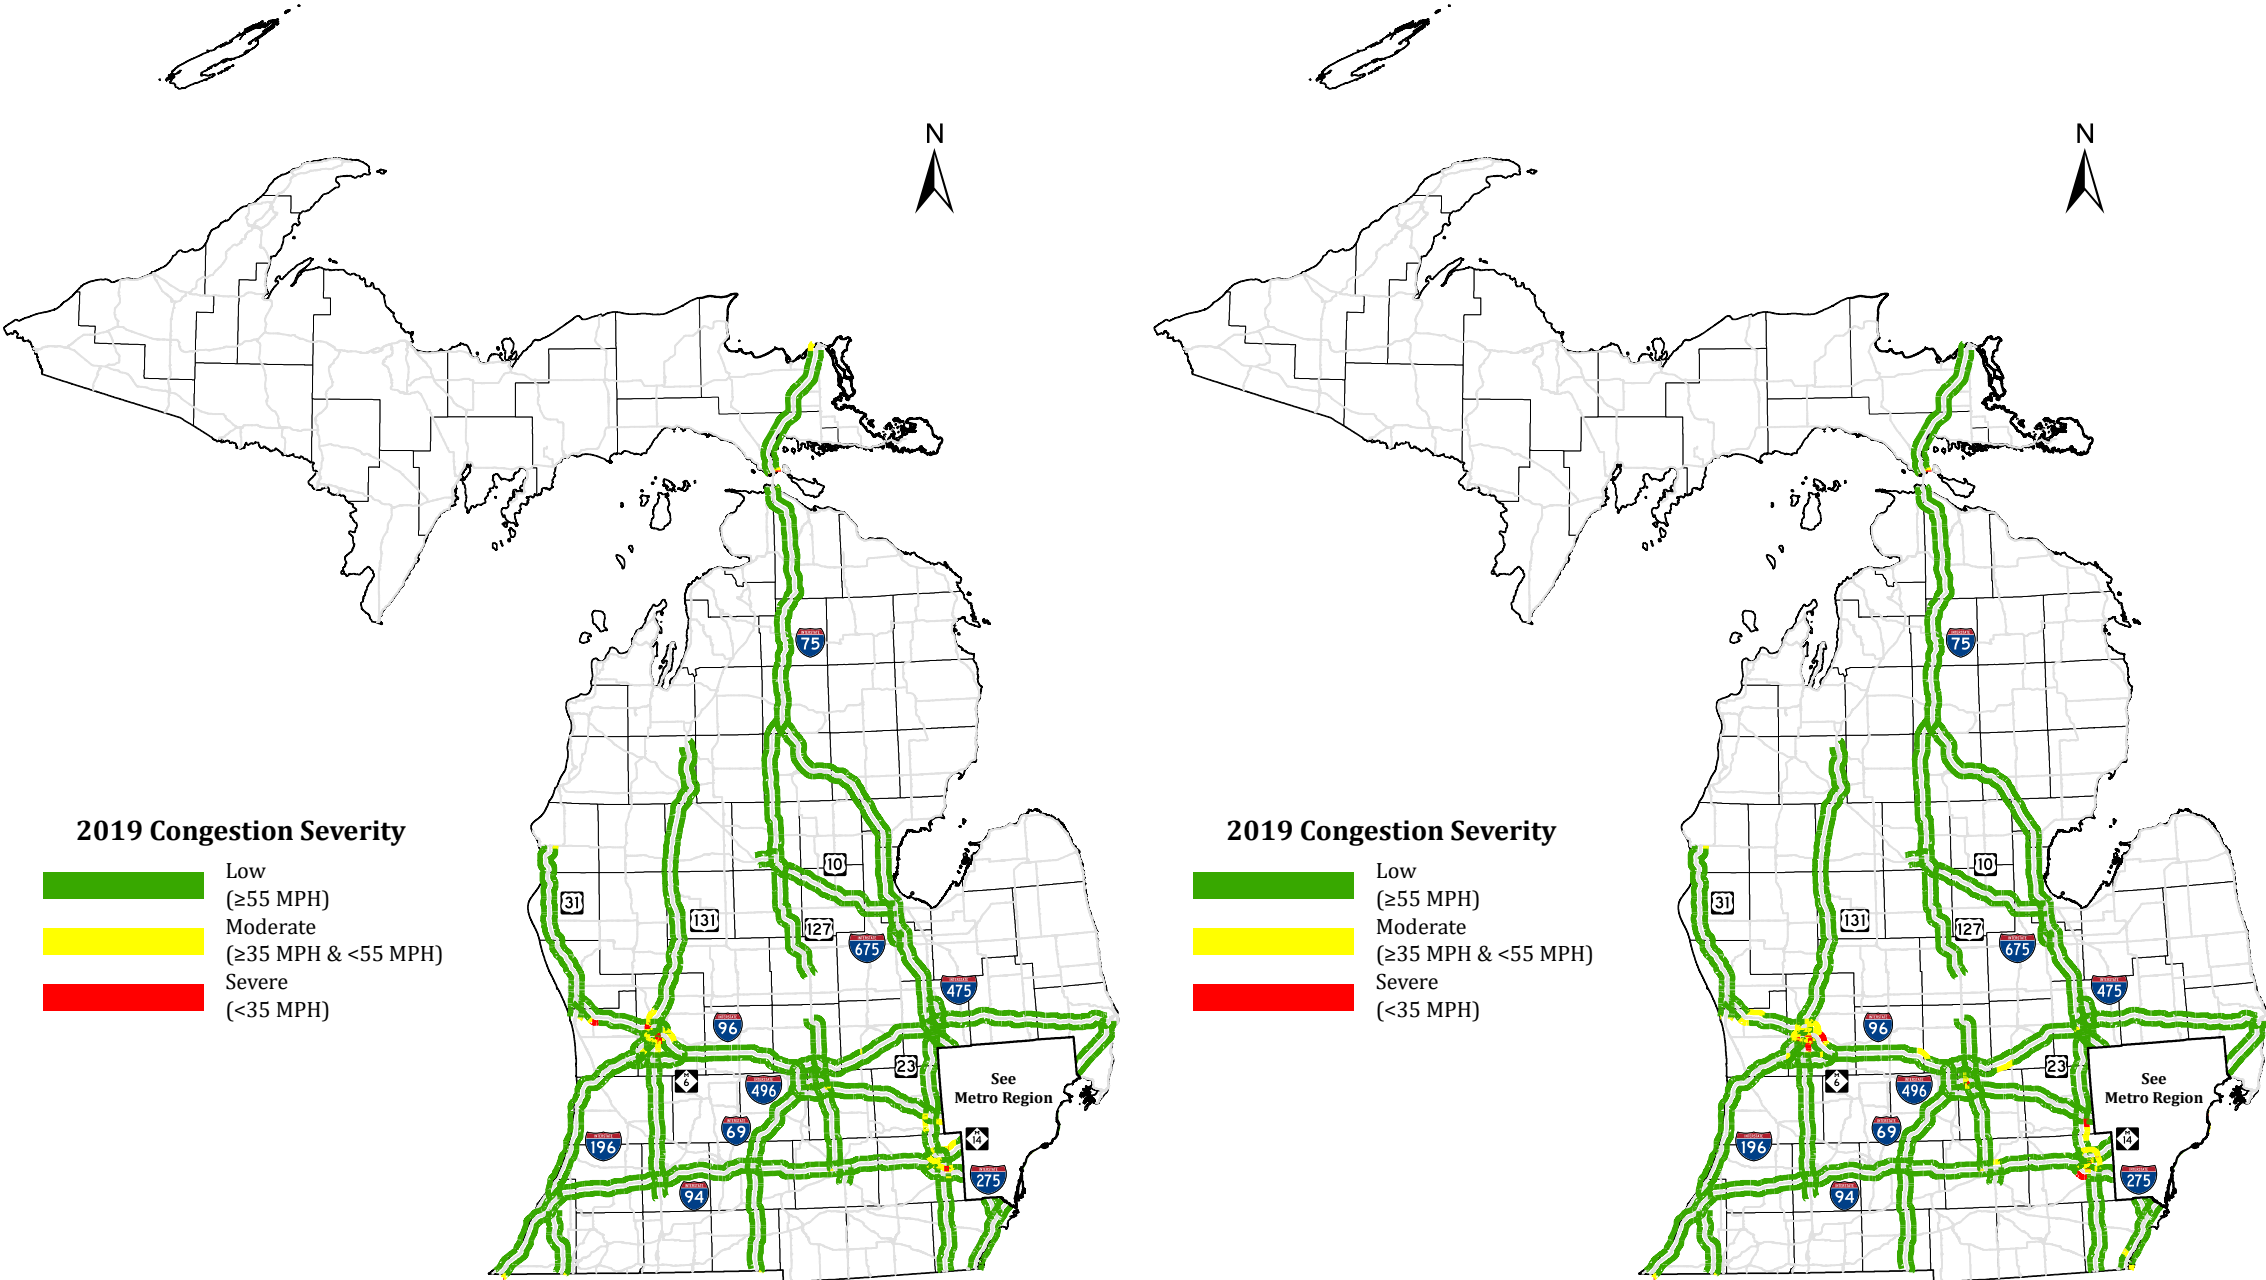 N
75
2019 Congestion Severity
Low
(≥55 MPH)
Moderate
(≥35 MPH & <55 MPH)
Severe
(<35 MPH)
10
31
131
127
675
475
96
23
See
Metro Region
M
6
496
69
M
14
196
275
94
N
75
2019 Congestion Severity
Low
(≥55 MPH)
Moderate
(≥35 MPH & <55 MPH)
Severe
(<35 MPH)
10
31
131
127
675
475
96
23
See
Metro Region
M
6
496
69
M
14
196
275
94